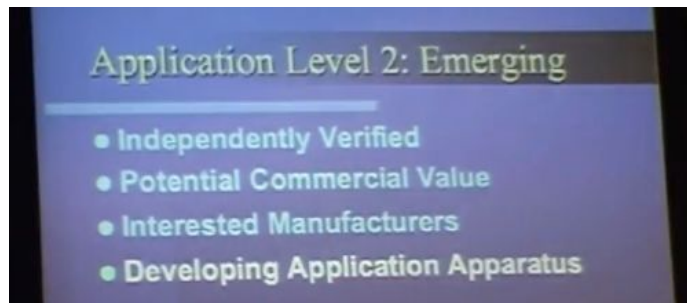 Application Level 2: Emerging
• Independently Verified
• Potential Commercial Value
• Interested Manufacturers
• Developing Application Apparatus